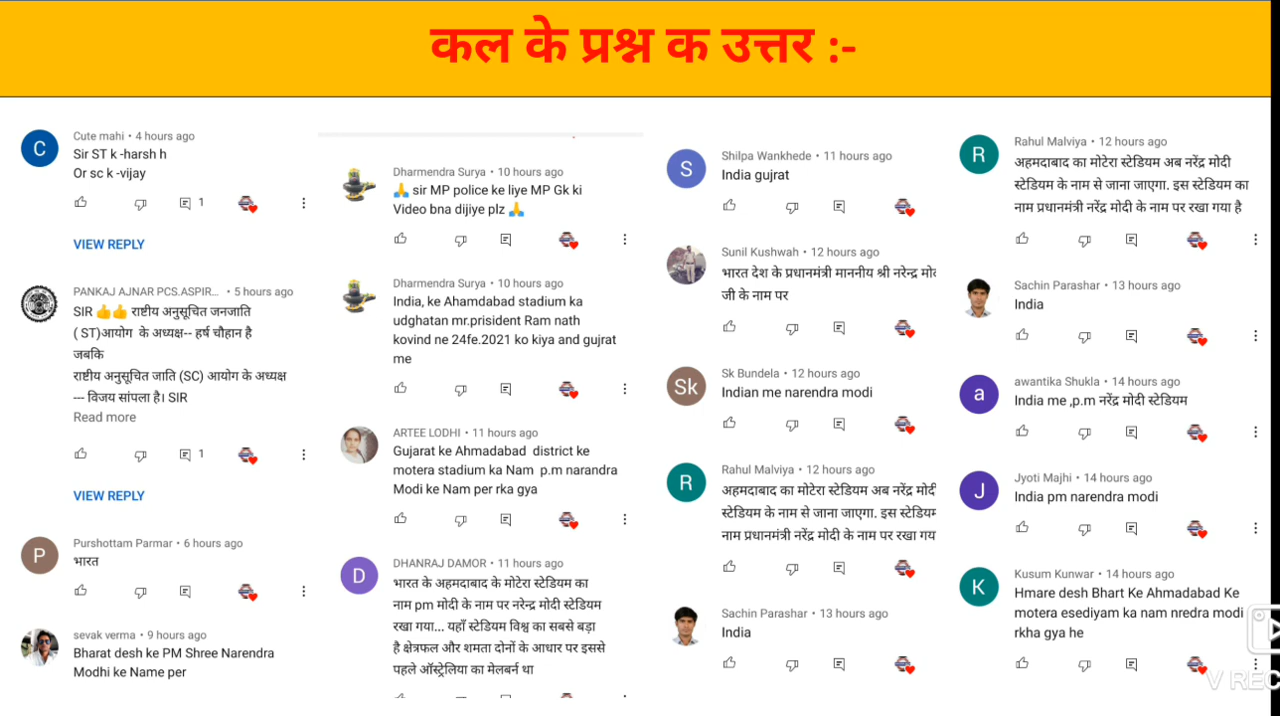 कल के प्रश्न क उत्तर :-
Cute mahi • 4 hours ago
Sir ST k -harsh h
Or sc k -vijay
1
VIEW REPLY
PANKAJ AJNAR PCS.ASPIR... • 5 hours ago
SIR 👍👍 राष्टीय अनुसूचित जनजाति
( ST)आयोग के अध्यक्ष-- हर्ष चौहान है
जबकि
राष्टीय अनुसूचित जाति (SC) आयोग के अध्यक्ष
--- विजय सांपला है। SIR
Read more
1
VIEW REPLY
Purshottam Parmar • 6 hours ago
भारत
sevak verma • 9 hours ago
Bharat desh ke PM Shree Narendra
Modhi ke Name per
Dharmendra Surya • 10 hours ago
🙏 sir MP police ke liye MP Gk ki
Video bna dijiye plz 🙏
Dharmendra Surya • 10 hours ago
India, ke Ahamdabad stadium ka
udghatan mr.prisident Ram nath
kovind ne 24fe.2021 ko kiya and gujrat
me
ARTEE LODHI • 11 hours ago
Gujarat ke Ahmadabad district ke
motera stadium ka Nam p.m narandra
Modi ke Nam per rka gya
DHANRAJ DAMOR • 11 hours ago
भारत के अहमदाबाद के मोटेरा स्टेडियम का
नाम pm मोदी के नाम पर नरेन्द्र मोदी स्टेडियम
रखा गया... यहाँ स्टेडियम विश्व का सबसे बड़ा
है क्षेत्रफल और शमता दोनों के आधार पर इससे
पहले ऑस्ट्रेलिया का मेलबर्न था
Shilpa Wankhede • 11 hours ago
India gujrat
Sunil Kushwah • 12 hours ago
भारत देश के प्रधानमंत्री माननीय श्री नरेन्द्र
जी के नाम पर
Sk Bundela • 12 hours ago
Indian me narendra modi
Rahul Malviya • 12 hours ago
अहमदाबाद का मोटेरा स्टेडियम अब नरेंद्र
स्टेडियम के नाम से जाना जाएगा. इस
नाम प्रधानमंत्री नरेंद्र मोदी के नाम पर रखा
Sachin Parashar • 13 hours ago
India
Rahul Malviya • 12 hours ago
अहमदाबाद का मोटेरा स्टेडियम अब नरेंद्र मोदी
स्टेडियम के नाम से जाना जाएगा. इस स्टेडियम का
नाम प्रधानमंत्री नरेंद्र मोदी के नाम पर रखा गया है
Sachin Parashar • 13 hours ago
India
awantika Shukla • 14 hours ago
India me ,p.m नरेंद्र मोदी स्टेडियम
Jyoti Majhi • 14 hours ago
India pm narendra modi
Kusum Kunwar • 14 hours ago
Hmare desh Bhart Ke Ahmadabad Ke
motera esediyam ka nam nredra modi
rkha gya he
C
P
D
S
Sk
R
R
a
J
K
V REC